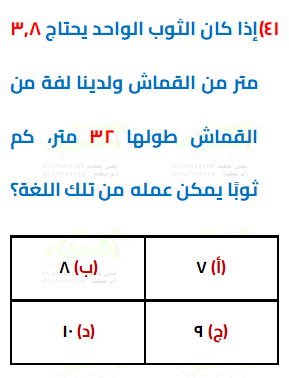 ٤١)إذا كان الثوب الواحد يحتاج ٣,٨
متر من القماش ولدينا لفة من
القماش طولها ٣٢ متر، كم
ثوبًا يمكن عمله من تلك اللغة؟
(أ) ٧
(ب) ٨
(ج) ٩
(د) ١٠